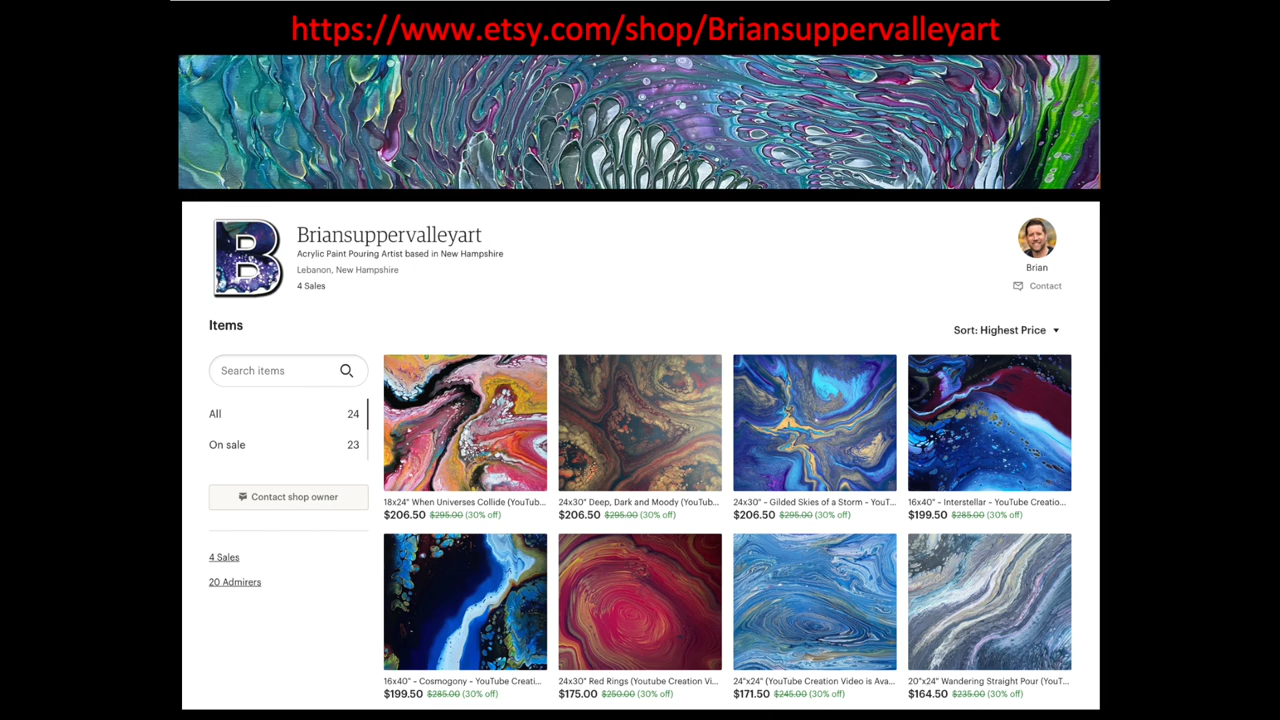 https://www.etsy.com/shop/Briansuppervalleyart
B
Briansuppervalleyart
Acrylic Paint Pouring Artist based in New Hampshire
Lebanon, New Hampshire
4 Sales
Brian
Contact
Items
Sort: Highest Price
Search items
All 24
On sale 23
Contact shop owner
4 Sales
20 Admirers
18x24" When Universes Collide (YouTub...
$206.50 $295.00 (30% off)
24x30" Deep, Dark and Moody (YouTub...
$206.50 $295.00 (30% off)
24x30" - Gilded Skies of a Storm - YouT...
$206.50 $295.00 (30% off)
16x40" - Interstellar - YouTube Creatio...
$199.50 $285.00 (30% off)
16x40" - Cosmogony - YouTube Creati...
$199.50 $285.00 (30% off)
24x30" Red Rings (Youtube Creation Vi...
$175.00 $250.00 (30% off)
24"x24" (YouTube Creation Video is Ava...
$171.50 $245.00 (30% off)
20"x24" Wandering Straight Pour (YouT...
$164.50 $235.00 (30% off)